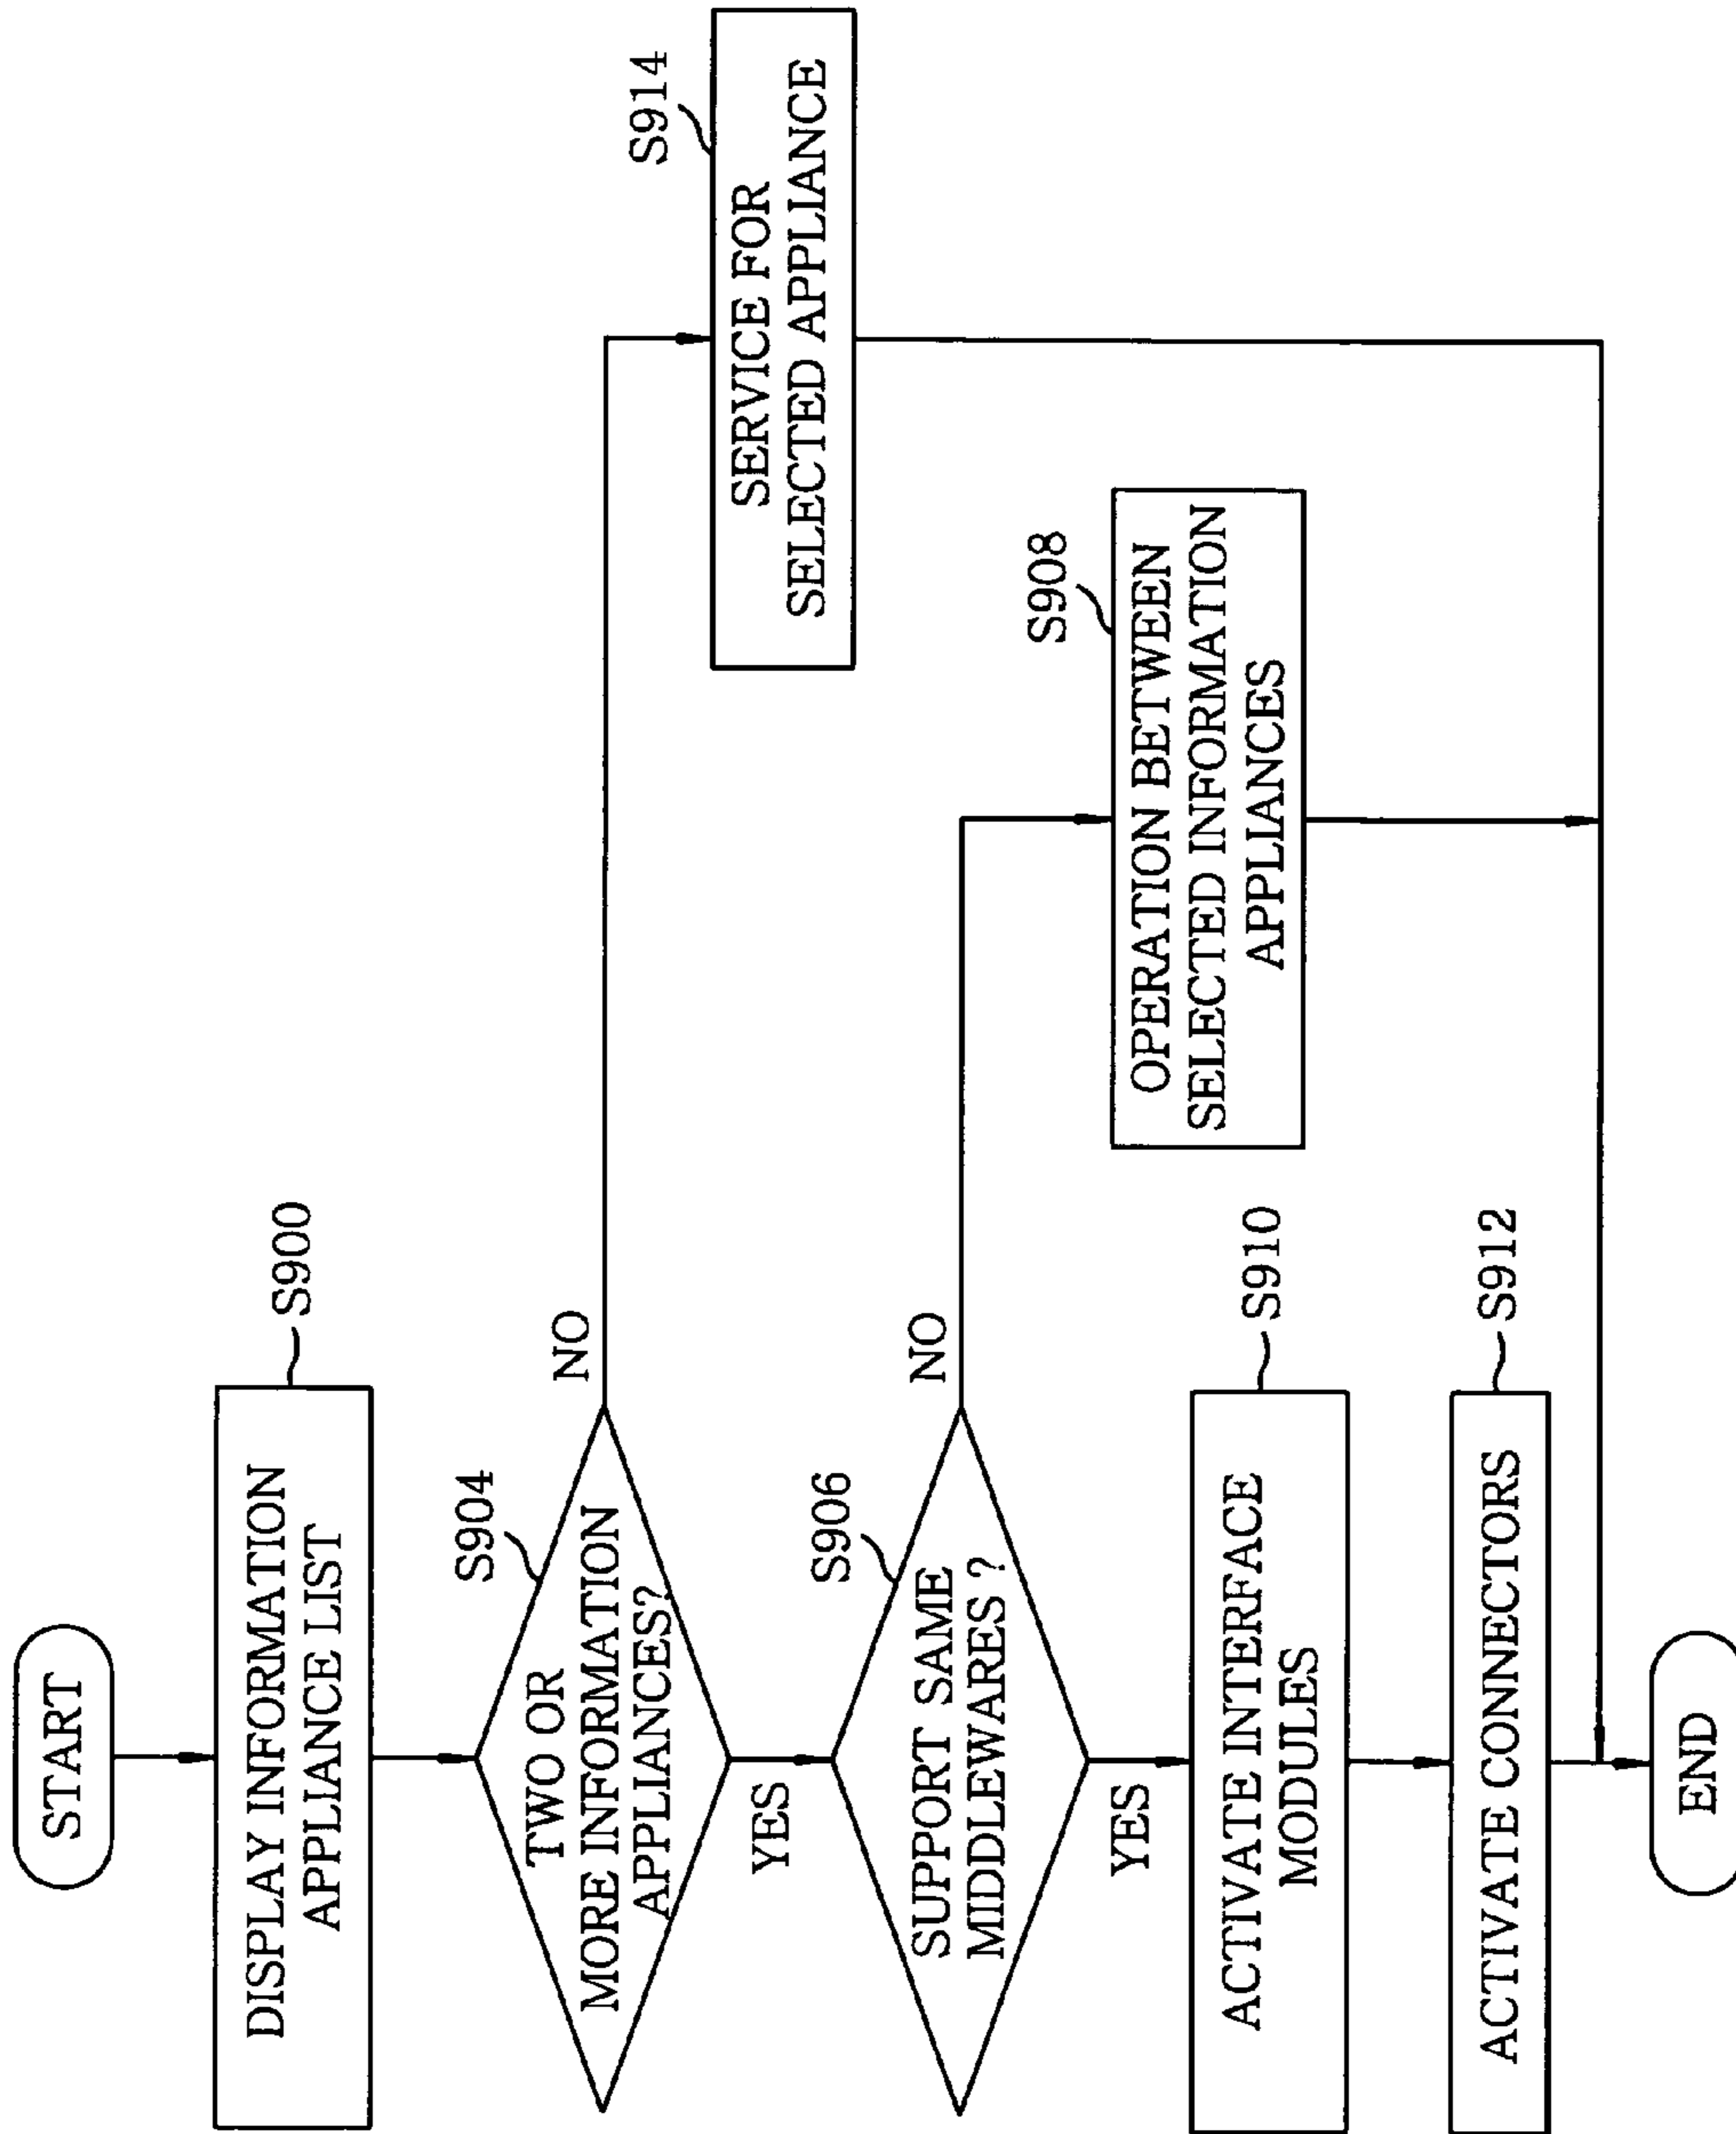 START
DISPLAY INFORMATION
APPLIANCE LIST
S900
TWO OR
MORE INFORMATION
APPLIANCES?
S904
NO
YES
SERVICE FOR
SELECTED APPLIANCE
S914
SUPPORT SAME
MIDDLEWARES ?
S906
NO
YES
OPERATION BETWEEN
SELECTED INFORMATION
APPLIANCES
S908
ACTIVATE INTERFACE
MODULES
S910
ACTIVATE CONNECTORS
S912
END